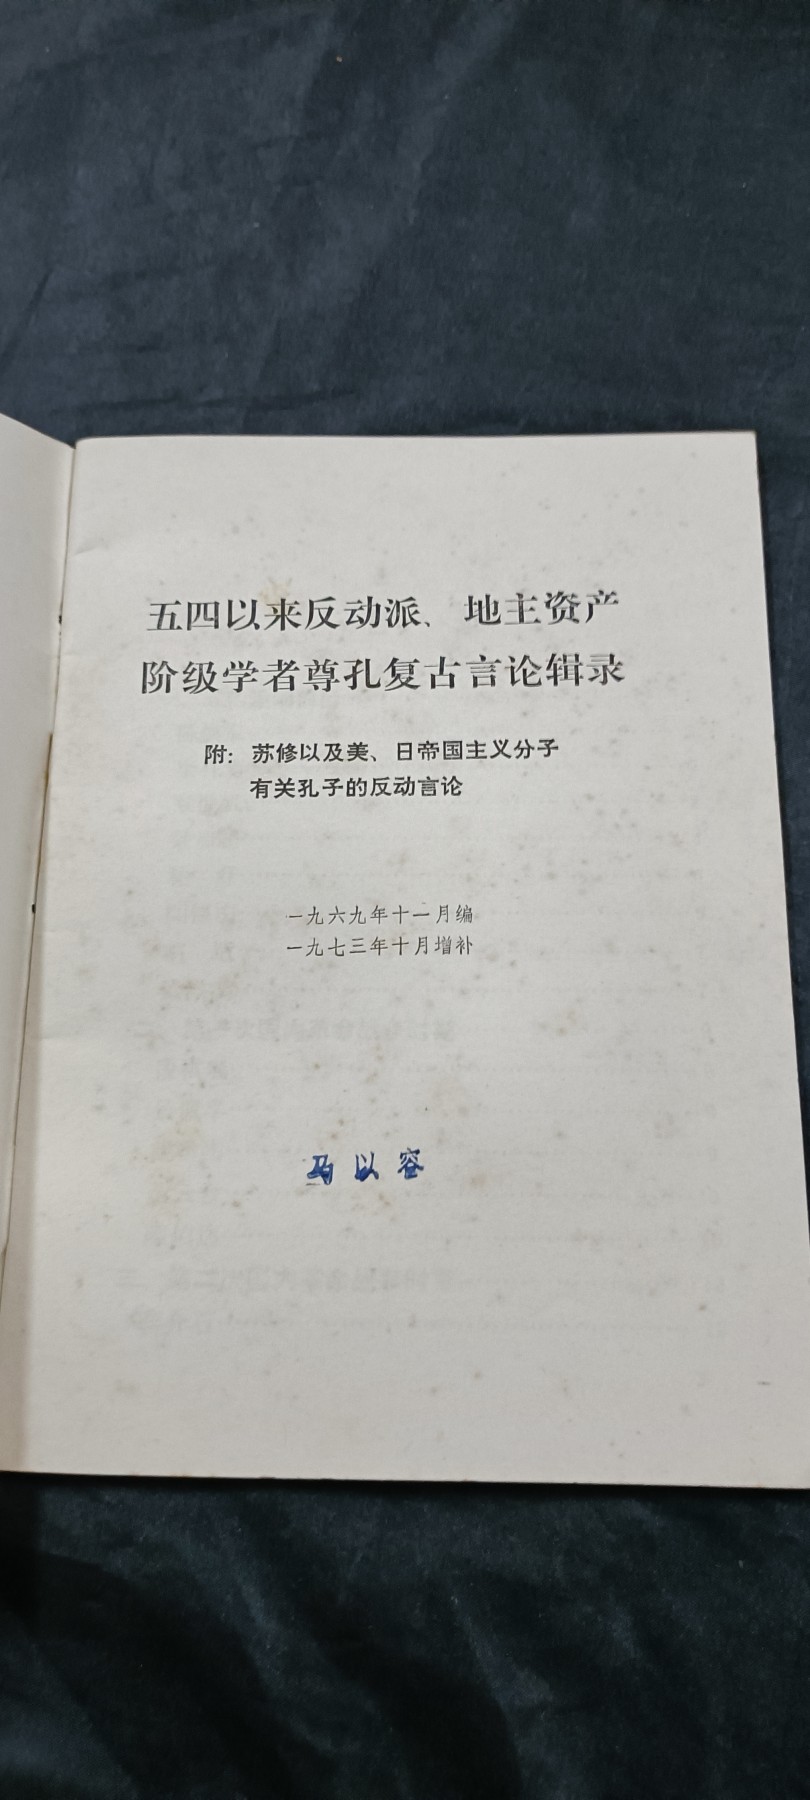 五四以来反动派、地主资产
阶级学者尊孔复古言论辑录
附：苏修以及美、日帝国主义分子
有关孔子的反动言论
一九六九年十一月编
一九七三年十月增补
马以容